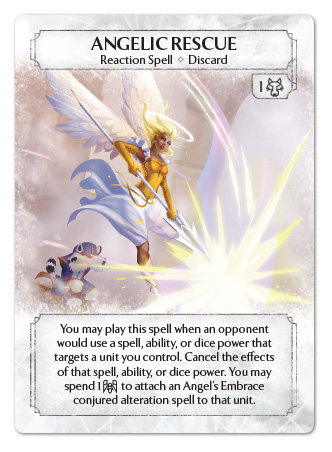 ANGELIC RESCUE
Reaction Spell ⬦ Discard
1
You may play this spell when an opponent
would use a spell, ability, or dice power that
targets a unit you control. Cancel the effects
of that spell, ability, or dice power. You may
spend 1 to attach an Angel's Embrace
conjured alteration spell to that unit.